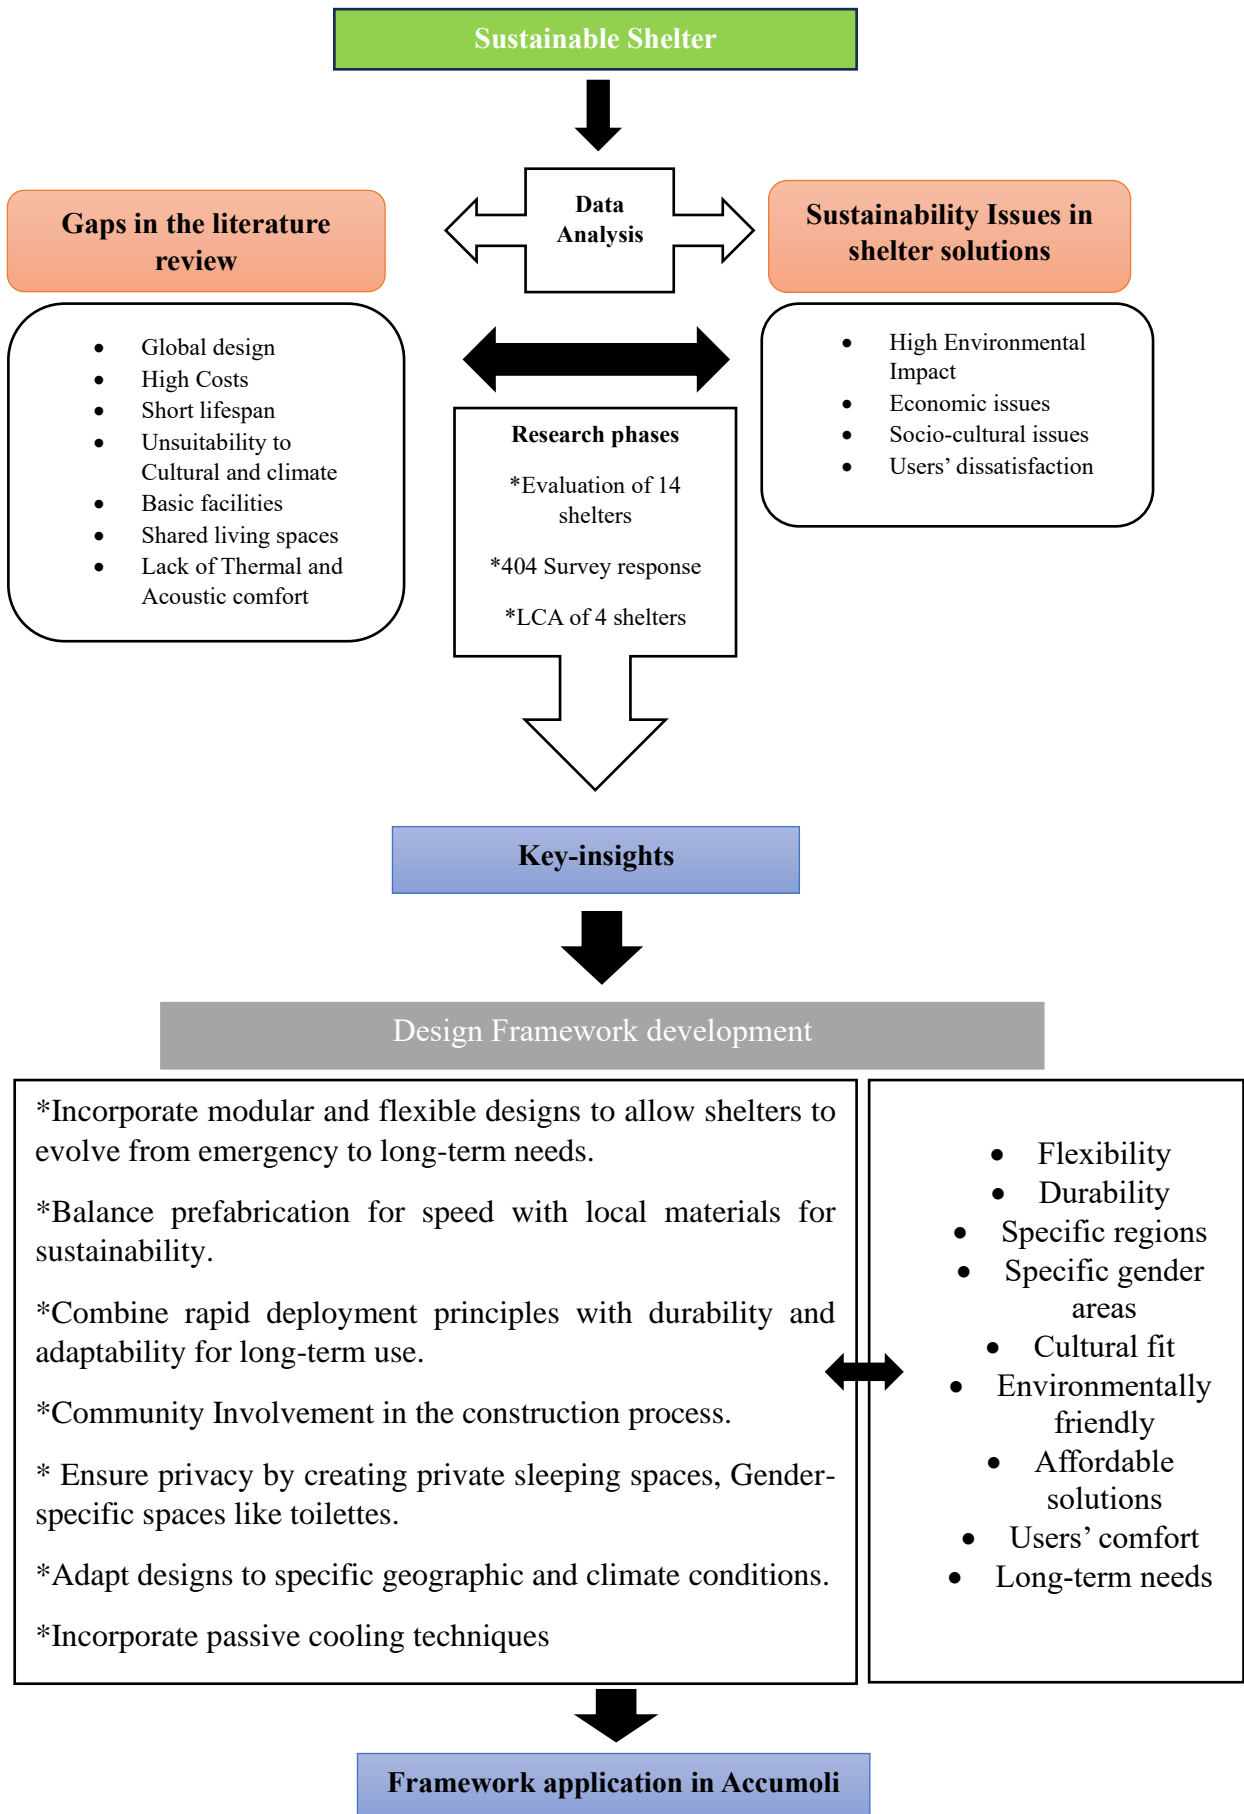 Sustainable Shelter
Data
Analysis
Gaps in the literature
review
• Global design
• High Costs
• Short lifespan
• Unsuitability to
Cultural and climate
• Basic facilities
• Shared living spaces
• Lack of Thermal and
Acoustic comfort
Sustainability Issues in
shelter solutions
• High Environmental
Impact
• Economic issues
• Socio-cultural issues
• Users’ dissatisfaction
Research phases
*Evaluation of 14
shelters
*404 Survey response
*LCA of 4 shelters
Key-insights
Design Framework development
*Incorporate modular and flexible designs to allow shelters to
evolve from emergency to long-term needs.
*Balance prefabrication for speed with local materials for
sustainability.
*Combine rapid deployment principles with durability and
adaptability for long-term use.
*Community Involvement in the construction process.
* Ensure privacy by creating private sleeping spaces, Gender-
specific spaces like toilettes.
*Adapt designs to specific geographic and climate conditions.
*Incorporate passive cooling techniques
• Flexibility
• Durability
• Specific regions
• Specific gender
areas
• Cultural fit
• Environmentally
friendly
• Affordable
solutions
• Users’ comfort
• Long-term needs
Framework application in Accumoli